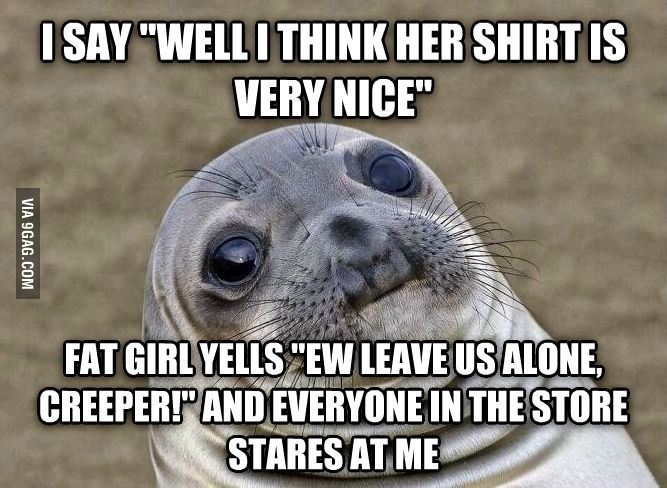 I SAY "WELL I THINK HER SHIRT IS
VERY NICE"
VIA 9GAG.COM
FAT GIRL YELLS "EW LEAVE US ALONE,
CREEPER!" AND EVERYONE IN THE STORE
STARES AT ME